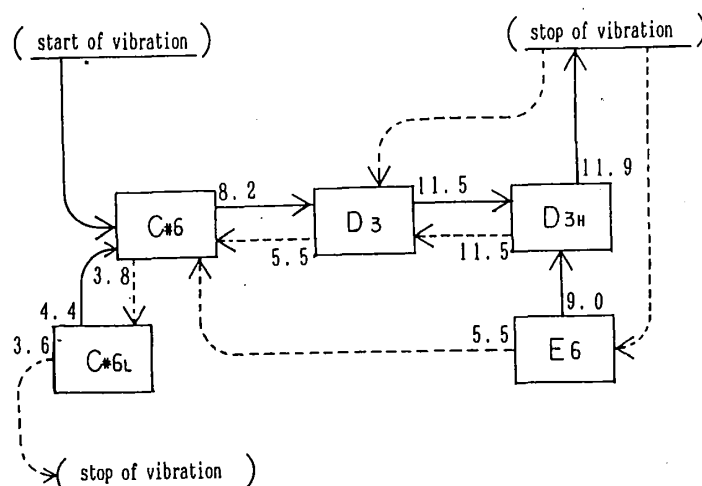 ( start of vibration )
( stop of vibration )
8.2
11.5
11.9
C#6
D3
D3H
5.5
11.5
3.8
4.4
9.0
3.6
C#6L
5.5
E6
( stop of vibration )